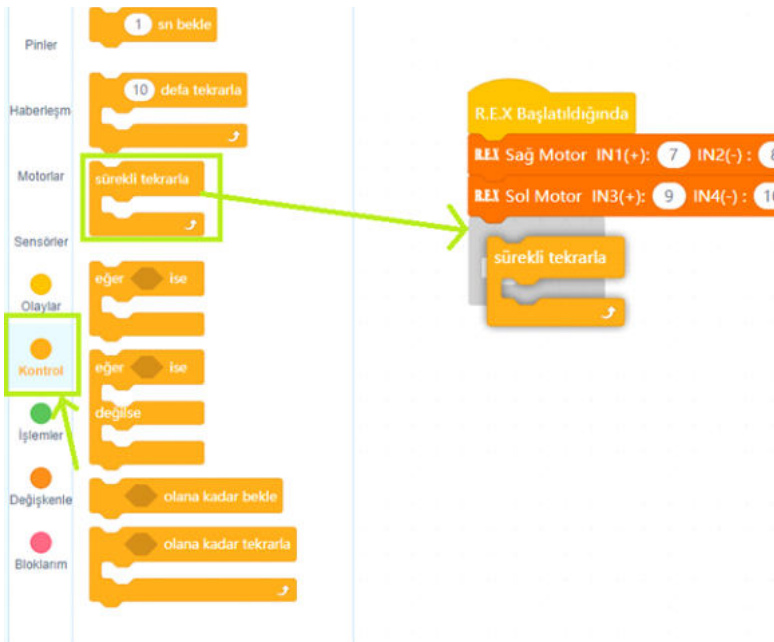 Pinler
Haberleşm
Motorlar
Sensörler
Olaylar
Kontrol
İşlemler
Değişkenle
Bloklarım
1 sn bekle
10 defa tekrarla
sürekli tekrarla
eğer ise
eğer ise
değilse
olana kadar bekle
olana kadar tekrarla
R.E.X Başlatıldığında
R.E.X Sağ Motor IN1(+): 7 IN2(-) : 8
R.E.X Sol Motor IN3(+): 9 IN4(-) : 10
sürekli tekrarla